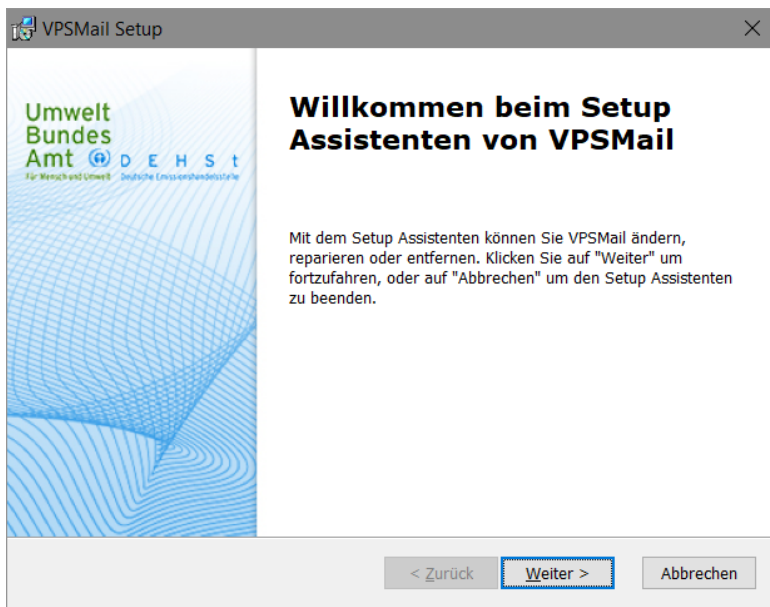 VPSMail Setup
Umwelt
Bundes
Amt DEHSt
Für Mensch und Umwelt Deutsche Emissionshandelsstelle
Willkommen beim Setup
Assistenten von VPSMail
Mit dem Setup Assistenten können Sie VPSMail ändern,
reparieren oder entfernen. Klicken Sie auf "Weiter" um
fortzufahren, oder auf "Abbrechen" um den Setup Assistenten
zu beenden.
< Zurück Weiter > Abbrechen